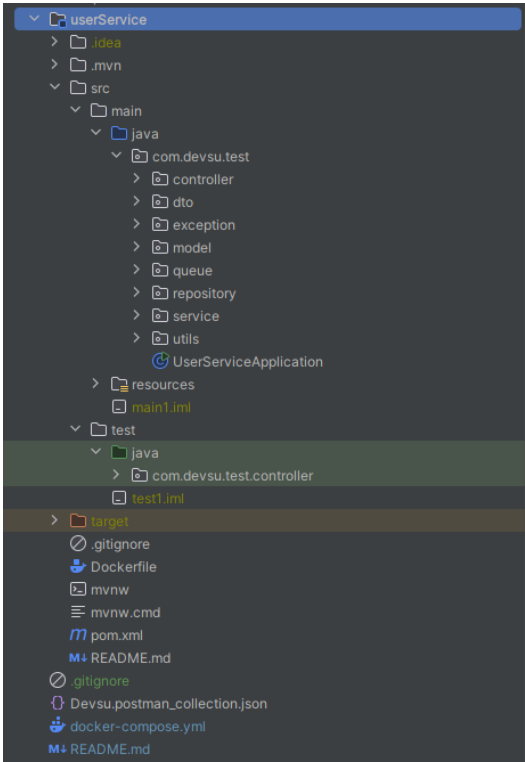 userService
.idea
.mvn
src
main
java
com.devsu.test
controller
dto
exception
model
queue
repository
service
utils
UserServiceApplication
resources
main1.iml
test
java
com.devsu.test.controller
test1.iml
target
.gitignore
Dockerfile
mvnw
mvnw.cmd
m pom.xml
M↓ README.md
.gitignore
{} Devsu.postman_collection.json
docker-compose.yml
M↓ README.md